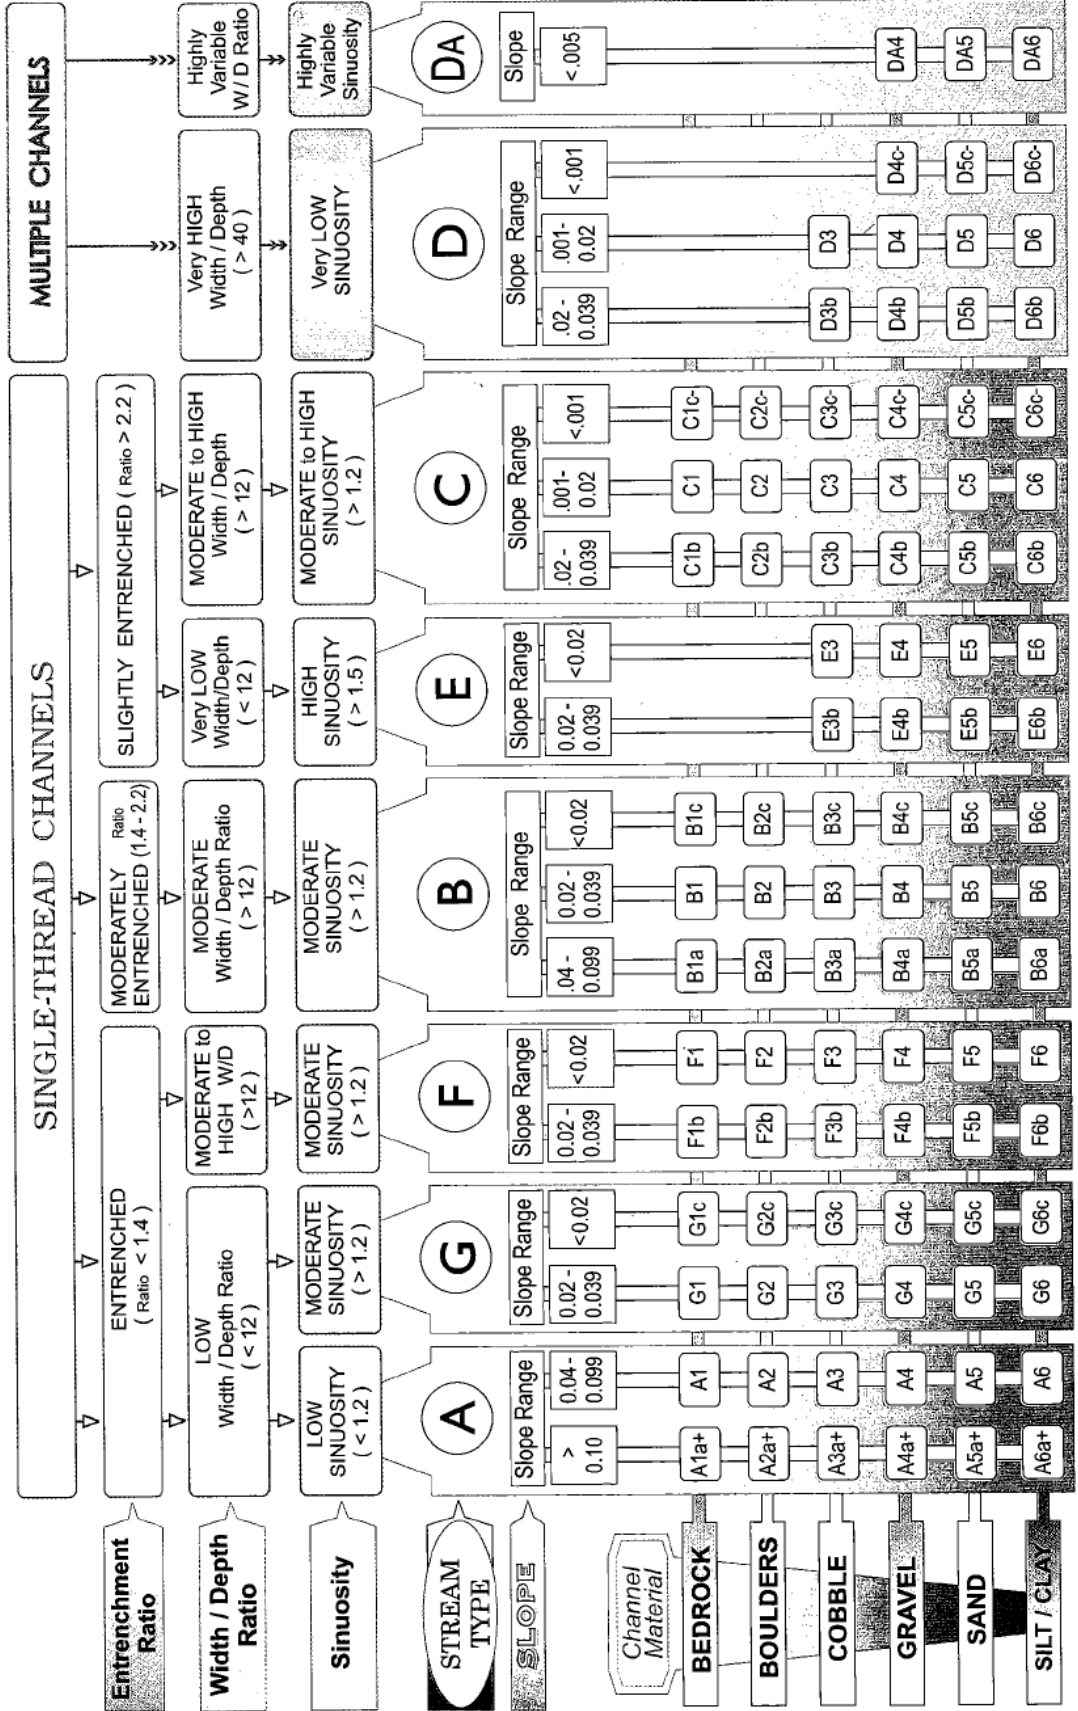 SINGLE-THREAD CHANNELS
MULTIPLE CHANNELS
Entrenchment
Ratio
ENTRENCHED
( Ratio < 1.4 )
MODERATELY Ratio
ENTRENCHED (1.4 - 2.2)
SLIGHTLY ENTRENCHED ( Ratio > 2.2 )
Width / Depth
Ratio
LOW
Width / Depth Ratio
( < 12 )
MODERATE to
HIGH W/D
( >12 )
MODERATE
Width / Depth Ratio
( > 12 )
Very LOW
Width/Depth
( < 12 )
MODERATE to HIGH
Width / Depth
( > 12 )
Very HIGH
Width / Depth
( > 40 )
Highly
Variable
W / D Ratio
Sinuosity
LOW
SINUOSITY
( < 1.2 )
MODERATE
SINUOSITY
( > 1.2 )
MODERATE
SINUOSITY
( > 1.2 )
MODERATE
SINUOSITY
( > 1.2 )
HIGH
SINUOSITY
( > 1.5 )
MODERATE to HIGH
SINUOSITY
( > 1.2 )
Very LOW
SINUOSITY
Highly
Variable
Sinuosity
STREAM
TYPE
A G F B E C D DA
SLOPE
Slope Range
Slope Range
Slope Range
Slope Range
Slope Range
Slope Range
Slope Range
Slope
>
0.10
0.04-
0.099
0.02 -
0.039
<0.02
0.02 -
0.039
<0.02
.04 -
0.099
0.02 -
0.039
<0.02
0.02 -
0.039
<0.02
.02 -
0.039
.001-
0.02
<.001
.02 -
0.039
.001-
0.02
<.001
<.005
Channel
Material
BEDROCK A1a+ A1 G1 G1c F1b F1 B1a B1 B1c C1b C1 C1c-
BOULDERS A2a+ A2 G2 G2c F2b F2 B2a B2 B2c C2b C2 C2c-
COBBLE A3a+ A3 G3 G3c F3b F3 B3a B3 B3c E3b E3 C3b C3 C3c- D3b D3
GRAVEL A4a+ A4 G4 G4c F4b F4 B4a B4 B4c E4b E4 C4b C4 C4c- D4b D4 D4c- DA4
SAND A5a+ A5 G5 G5c F5b F5 B5a B5 B5c E5b E5 C5b C5 C5c- D5b D5 D5c- DA5
SILT / CLAY A6a+ A6 G6 G6c F6b F6 B6a B6 B6c E6b E6 C6b C6 C6c- D6b D6 D6c- DA6